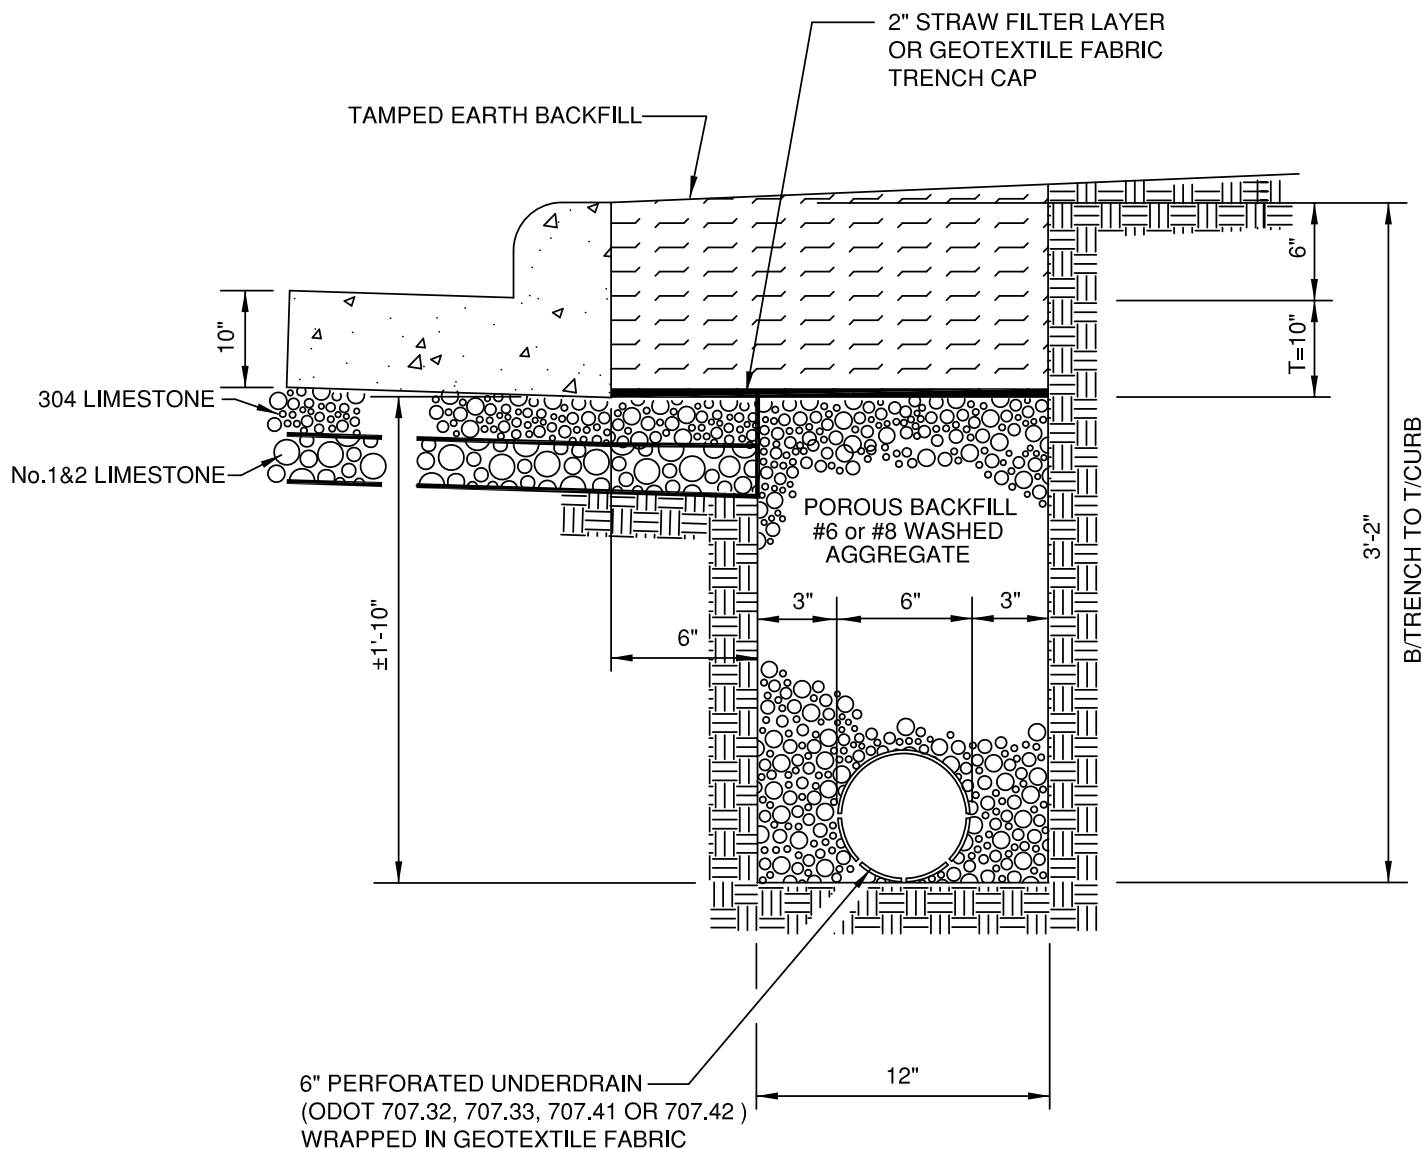 2" STRAW FILTER LAYER
OR GEOTEXTILE FABRIC
TRENCH CAP
TAMPED EARTH BACKFILL
6"
10"
T=10"
304 LIMESTONE
No.1&2 LIMESTONE
POROUS BACKFILL
#6 or #8 WASHED
AGGREGATE
3'-2"
B/TRENCH TO T/CURB
3"
6"
3"
±1'-10"
6"
12"
6" PERFORATED UNDERDRAIN
(ODOT 707.32, 707.33, 707.41 OR 707.42 )
WRAPPED IN GEOTEXTILE FABRIC